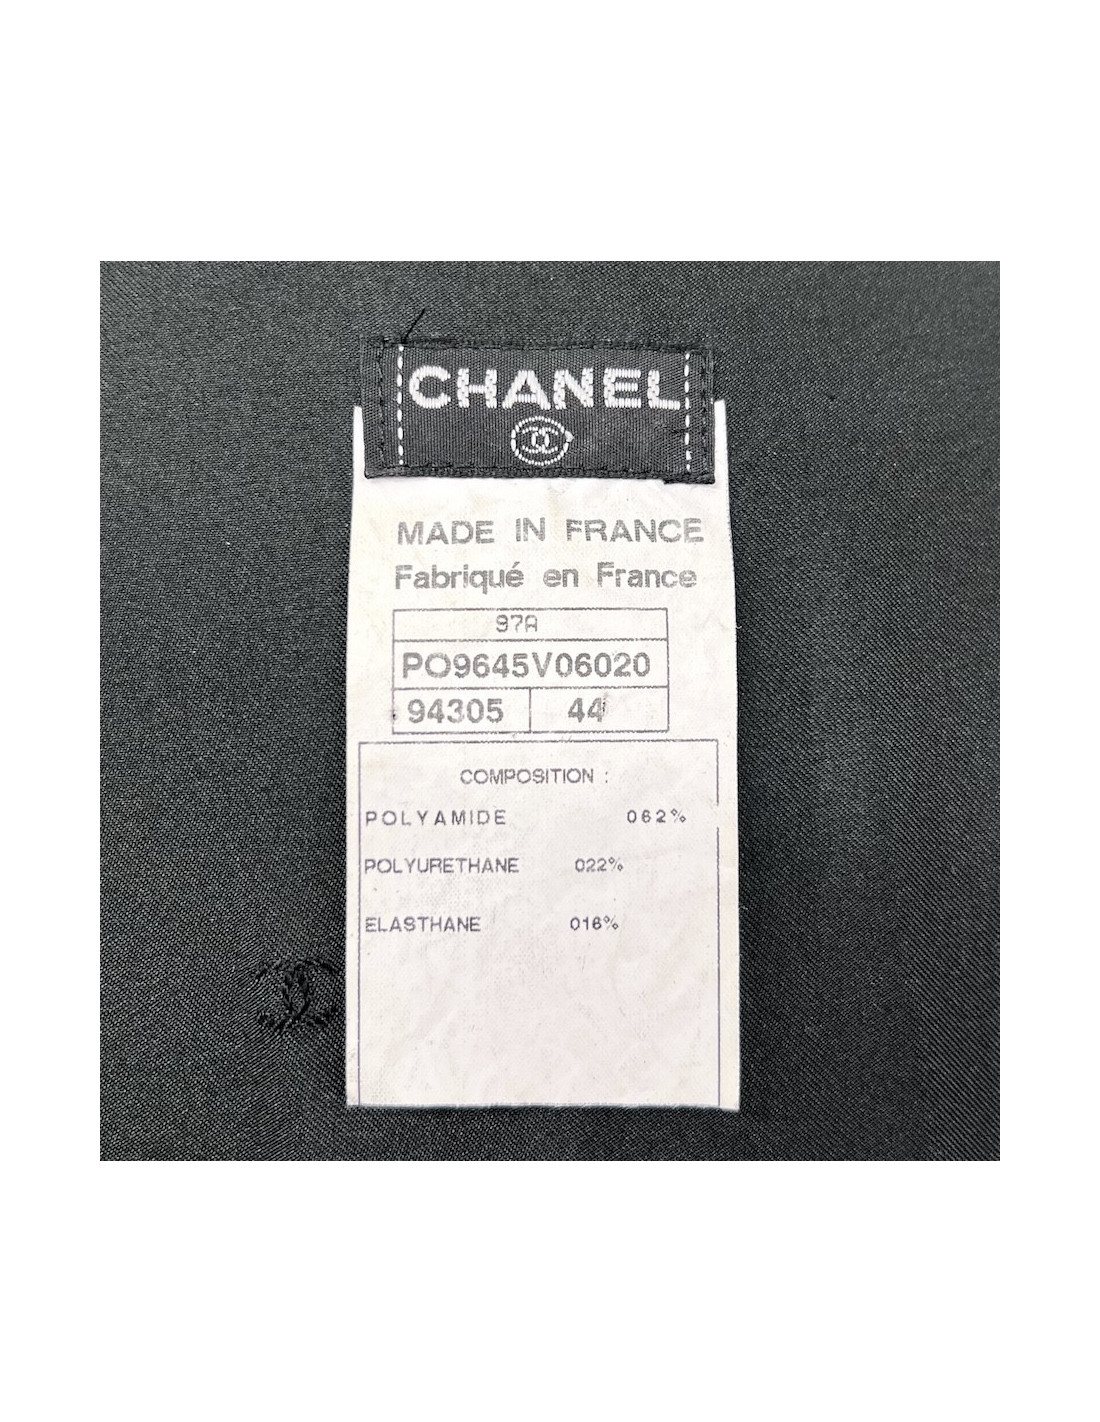 CHANEL
MADE IN FRANCE
Fabriqué en France
97A
PO9645V06020
94305 44
COMPOSITION :
POLYAMIDE 062%
POLYURETHANE 022%
ELASTHANE 016%